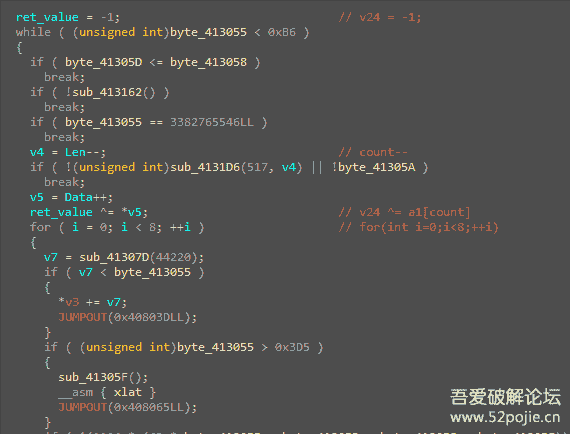 ret_value = -1; // v24 = -1;
while ( (unsigned int)byte_413055 < 0xB6 )
{
if ( byte_41305D <= byte_413058 )
break;
if ( !sub_413162() )
break;
if ( byte_413055 == 3382765546LL )
break;
v4 = Len--; // count--
if ( !(unsigned int)sub_4131D6(517, v4) || !byte_41305A )
break;
v5 = Data++;
ret_value ^= *v5; // v24 ^= a1[count]
for ( i = 0; i < 8; ++i ) // for(int i=0;i<8;++i)
{
v7 = sub_41307D(44220);
if ( v7 < byte_413055 )
{
*v3 += v7;
JUMPOUT(0x40803DLL);
}
if ( (unsigned int)byte_413055 > 0x3D5 )
{
sub_41305F();
__asm { xlat }
JUMPOUT(0x408065LL);
}
吾爱破解论坛
www.52pojie.cn